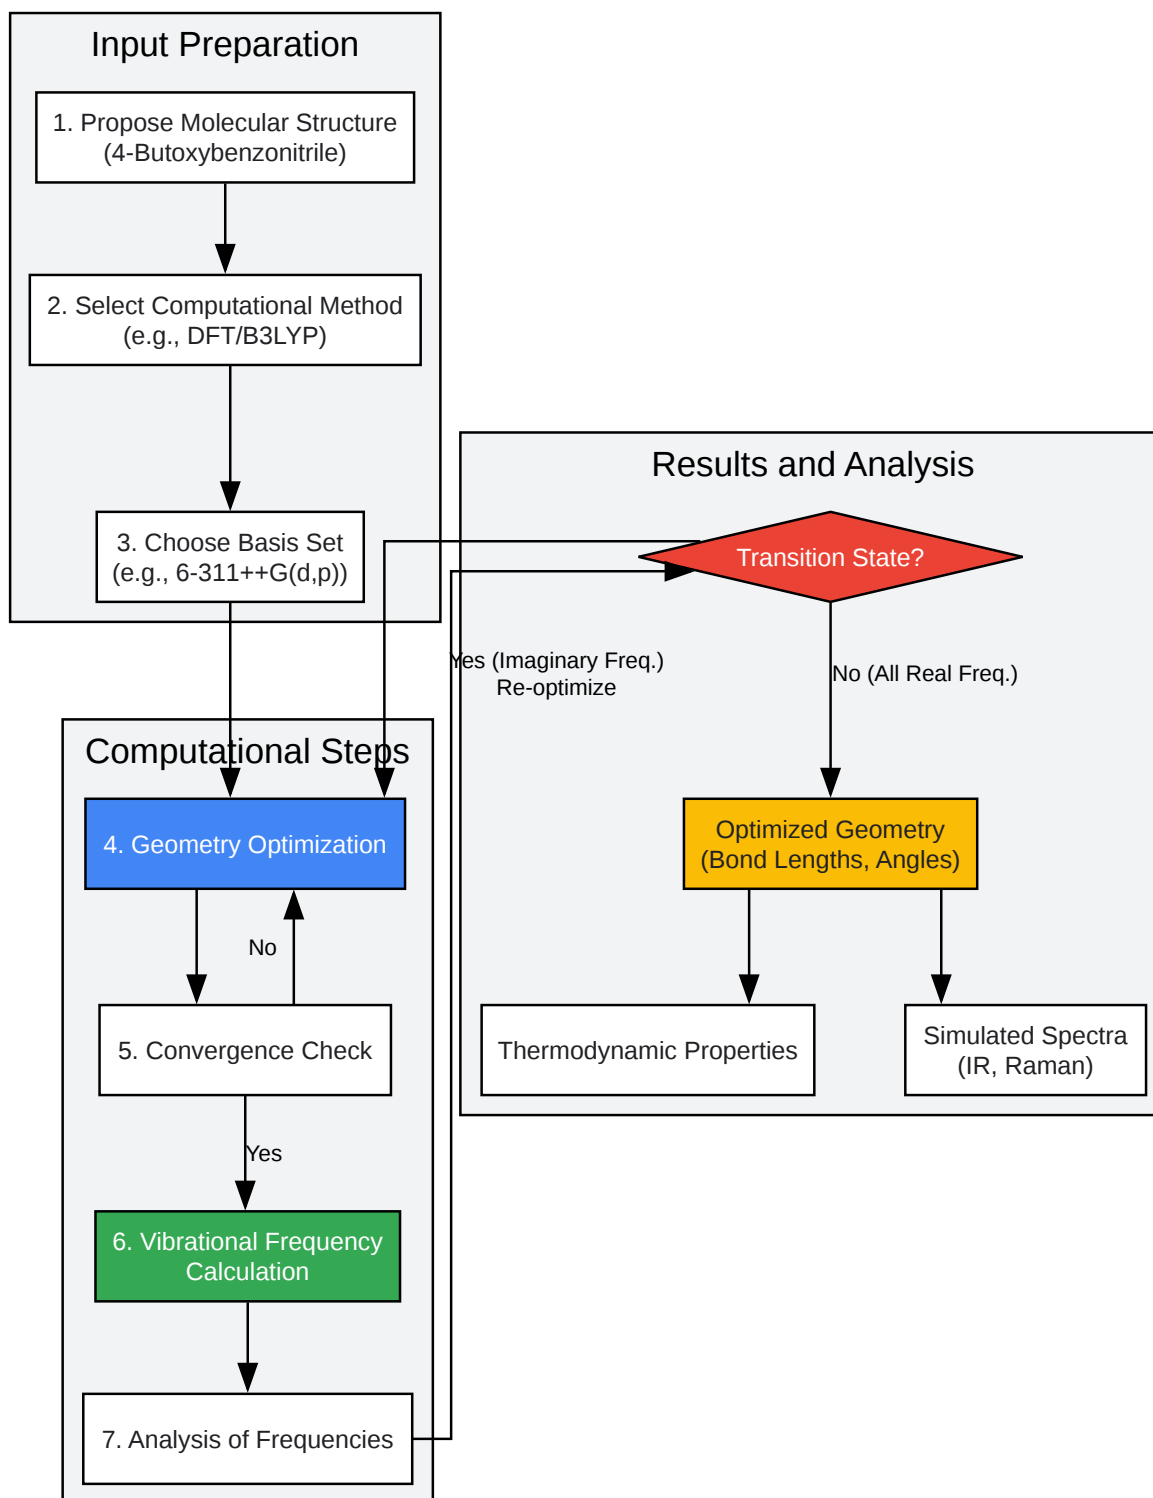 Input Preparation
1. Propose Molecular Structure
(4-Butoxybenzonitrile)
2. Select Computational Method
(e.g., DFT/B3LYP)
3. Choose Basis Set
(e.g., 6-311++G(d,p))
Computational Steps
4. Geometry Optimization
No
5. Convergence Check
Yes
6. Vibrational Frequency
Calculation
7. Analysis of Frequencies
Results and Analysis
Transition State?
Yes (Imaginary Freq.)
Re-optimize
No (All Real Freq.)
Optimized Geometry
(Bond Lengths, Angles)
Thermodynamic Properties
Simulated Spectra
(IR, Raman)